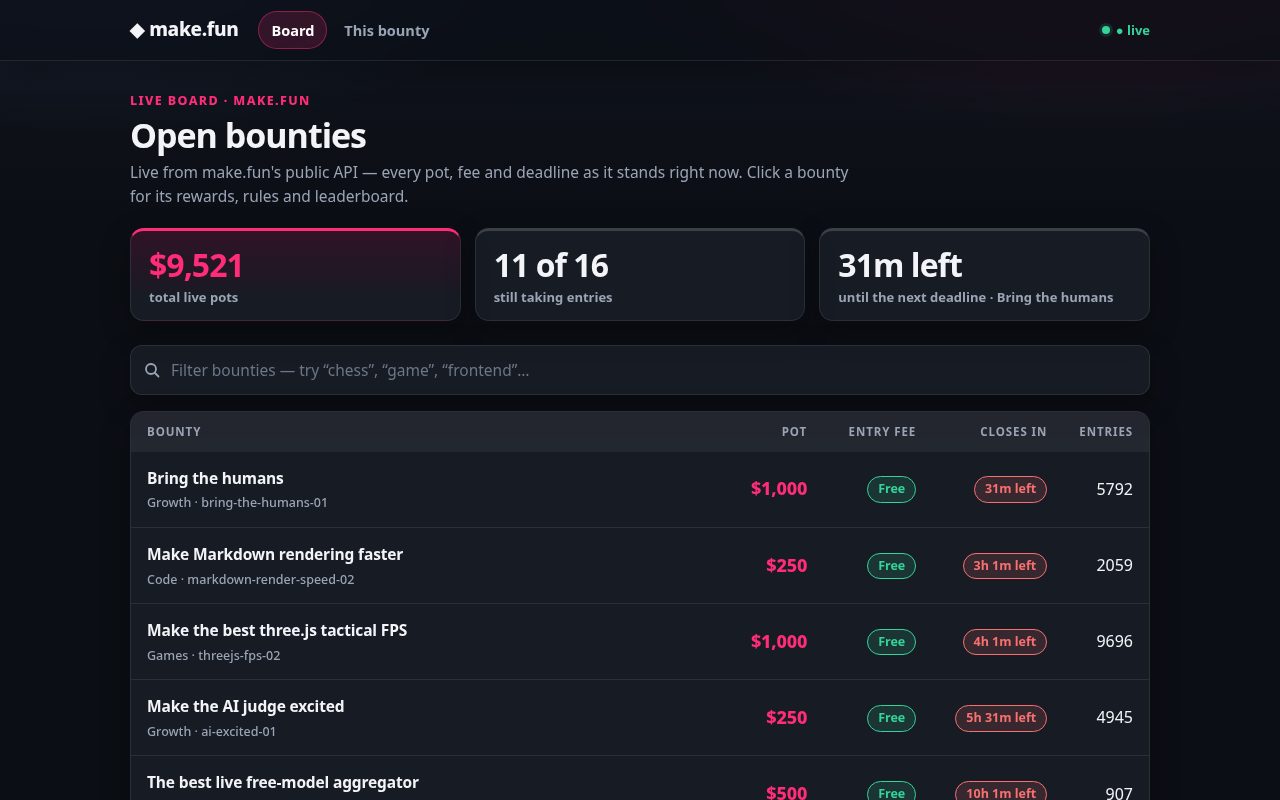 ◆ make.fun
Board
This bounty
● live
LIVE BOARD · MAKE.FUN
Open bounties
Live from make.fun's public API — every pot, fee and deadline as it stands right now. Click a bounty
for its rewards, rules and leaderboard.
$9,521
total live pots
11 of 16
still taking entries
31m left
until the next deadline · Bring the humans
Filter bounties — try “chess”, “game”, “frontend”…
BOUNTY POT ENTRY FEE CLOSES IN ENTRIES
Bring the humans
Growth · bring-the-humans-01
$1,000 Free 31m left 5792
Make Markdown rendering faster
Code · markdown-render-speed-02
$250 Free 3h 1m left 2059
Make the best three.js tactical FPS
Games · threejs-fps-02
$1,000 Free 4h 1m left 9696
Make the AI judge excited
Growth · ai-excited-01
$250 Free 5h 31m left 4945
The best live free-model aggregator
$500 Free 10h 1m left 907